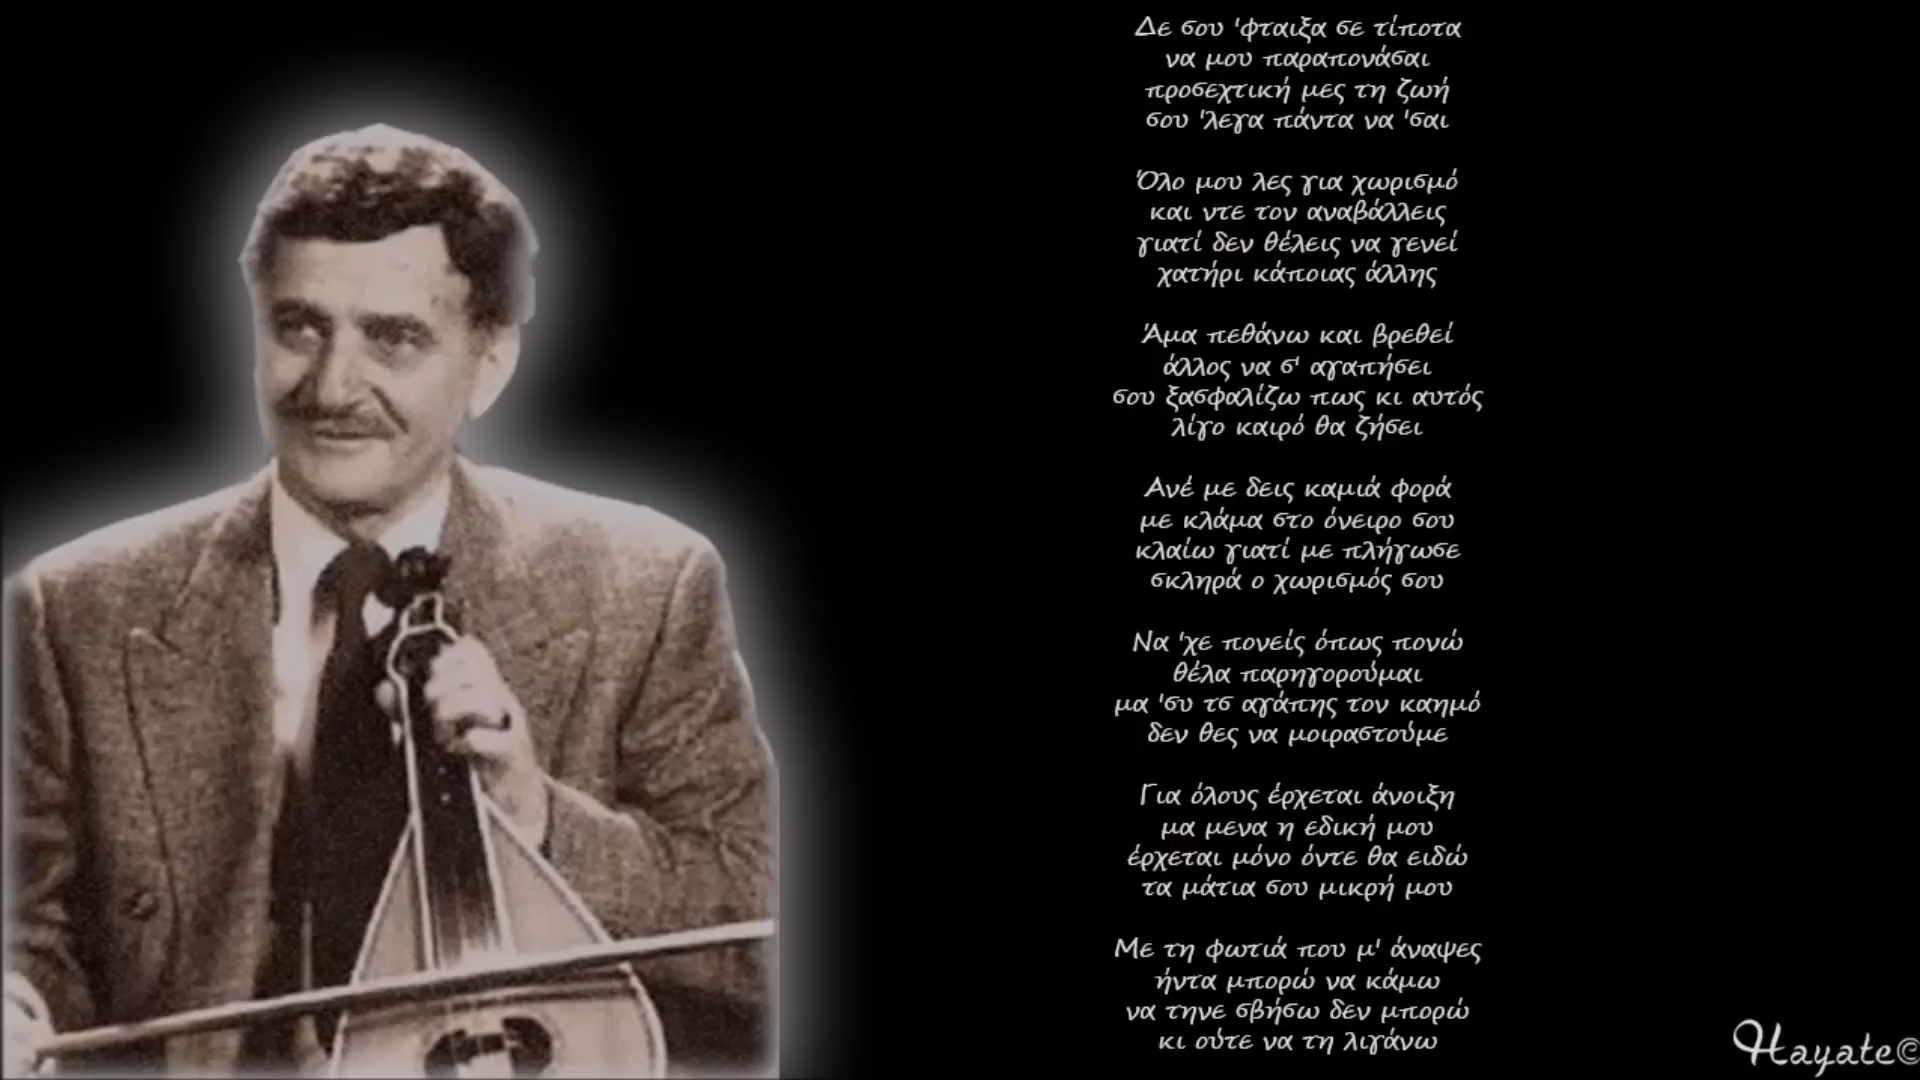 Δε σου 'φταιξα σε τίποτα
να μου παραπονάσαι
προσεχτική μες τη ζωή
σου 'λεγα πάντα να 'σαι
Όλο μου λες για χωρισμό
και ντε τον αναβάλλεις
γιατί δεν θέλεις να γενεί
χατήρι κάποιας άλλης
Άμα πεθάνω και βρεθεί
άλλος να σ' αγαπήσει
σου ξασφαλίζω πως κι αυτός
λίγο καιρό θα ζήσει
Ανέ με δεις καμιά φορά
με κλάμα στο όνειρο σου
κλαίω γιατί με πλήγωσε
σκληρά ο χωρισμός σου
Να 'χε πονείς όπως πονώ
θέλα παρηγορούμαι
μα 'συ τσ αγάπης τον καημό
δεν θες να μοιραστούμε
Για όλους έρχεται άνοιξη
μα μενα η εδική μου
έρχεται μόνο όντε θα ειδώ
τα μάτια σου μικρή μου
Με τη φωτιά που μ' άναψες
ήντα μπορώ να κάμω
να τηνε σβήσω δεν μπορώ
κι ούτε να τη λιγάνω
Hayate©